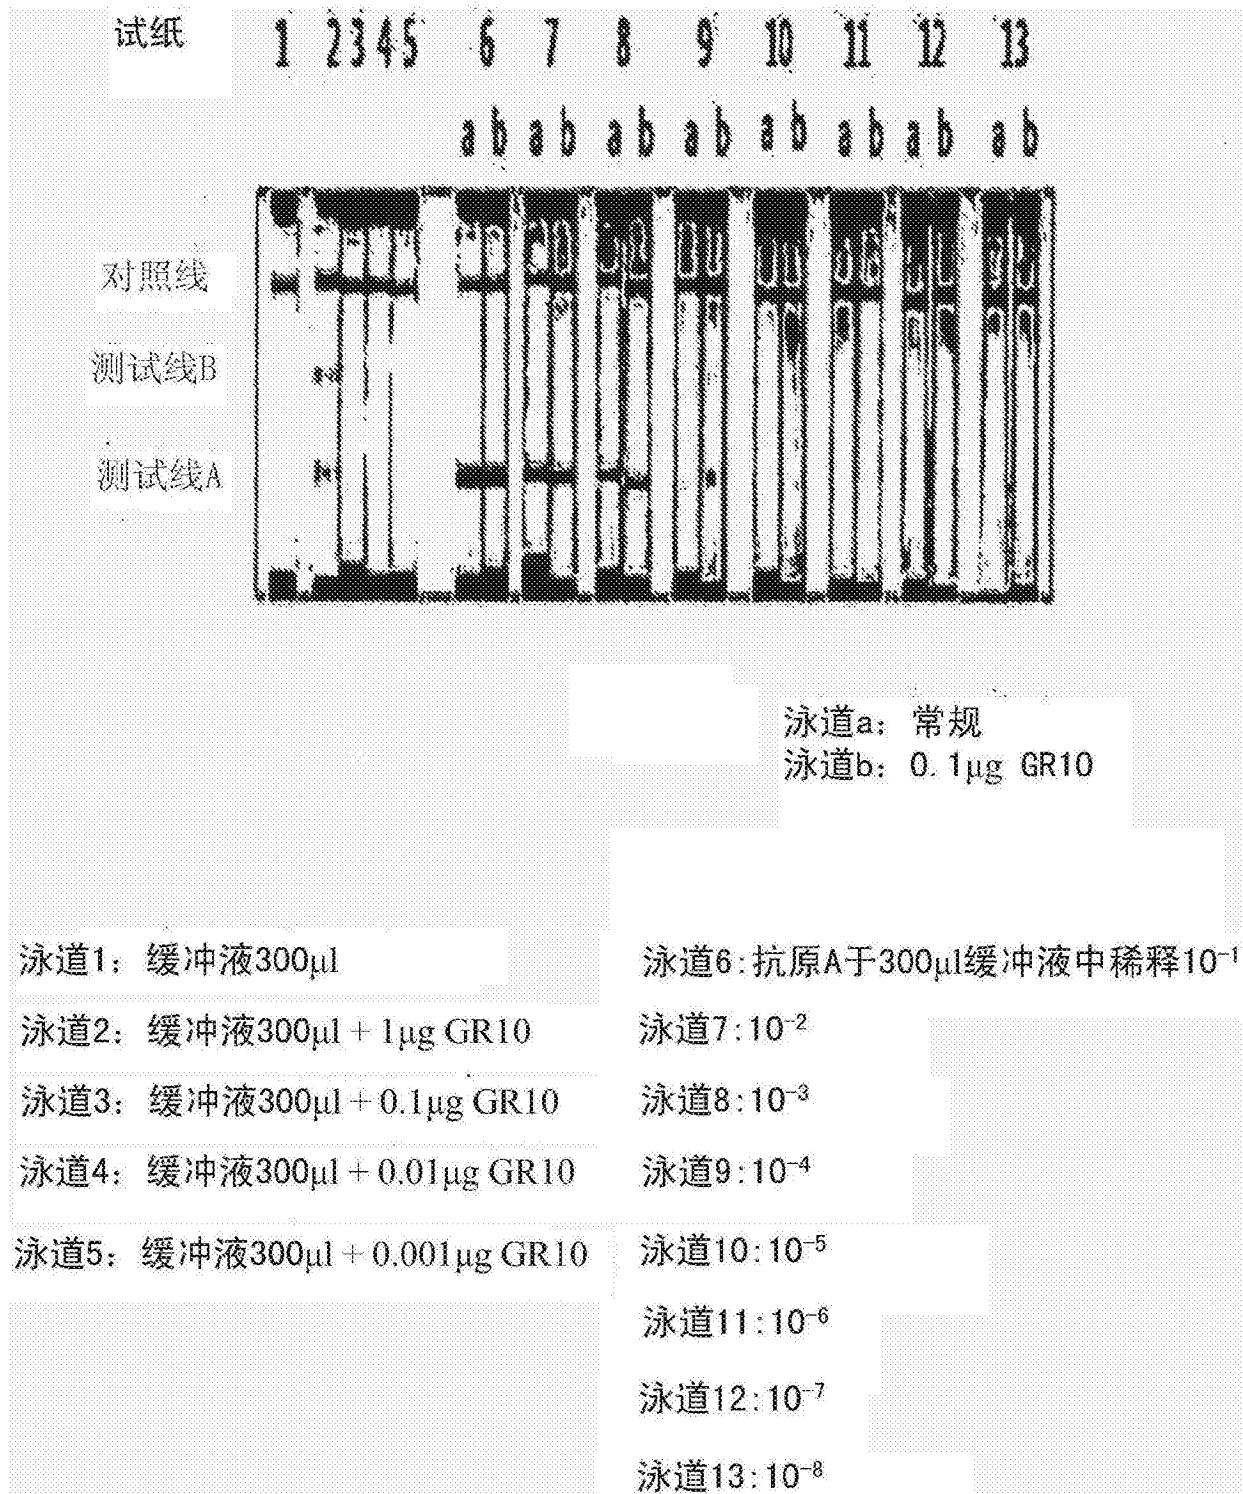 试纸 1 2 3 4 5 6 7 8 9 10 11 12 13
a b a b a b a b a b a b a b a b
对照线
测试线B
测试线A
泳道a：常规
泳道b：0.1μg GR10
泳道1：缓冲液300μl
泳道2：缓冲液300μl + 1μg GR10
泳道3：缓冲液300μl + 0.1μg GR10
泳道4：缓冲液300μl + 0.01μg GR10
泳道5：缓冲液300μl + 0.001μg GR10
泳道6:抗原A于300μl缓冲液中稀释10⁻¹
泳道7:10⁻²
泳道8:10⁻³
泳道9:10⁻⁴
泳道10:10⁻⁵
泳道11:10⁻⁶
泳道12:10⁻⁷
泳道13:10⁻⁸